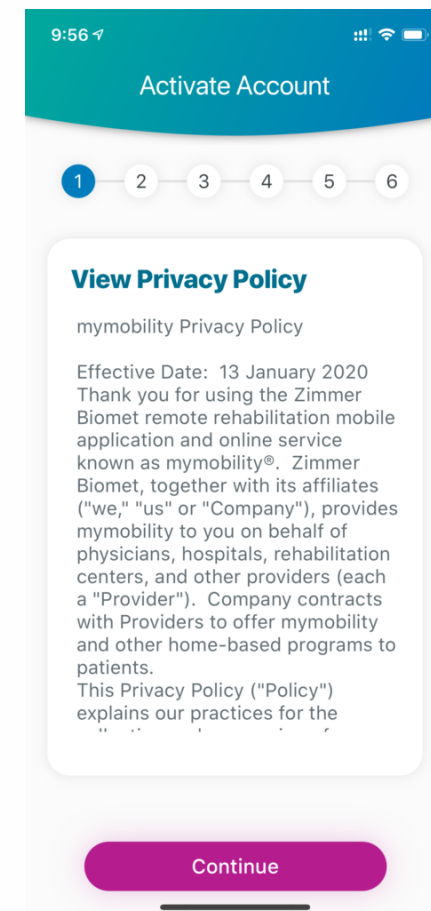 9:56
Activate Account
1 2 3 4 5 6
View Privacy Policy
mymobility Privacy Policy
Effective Date:  13 January 2020
Thank you for using the Zimmer
Biomet remote rehabilitation mobile
application and online service
known as mymobility®.  Zimmer
Biomet, together with its affiliates
("we," "us" or "Company"), provides
mymobility to you on behalf of
physicians, hospitals, rehabilitation
centers, and other providers (each
a "Provider").  Company contracts
with Providers to offer mymobility
and other home-based programs to
patients.
This Privacy Policy ("Policy")
explains our practices for the
Continue